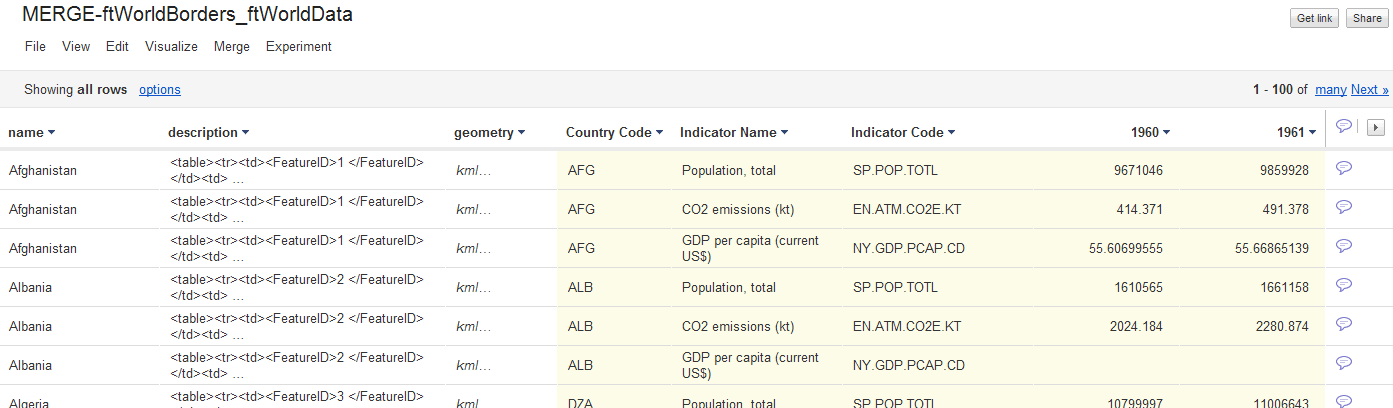 MERGE-ftWorldBorders_ftWorldData
Get link Share
File View Edit Visualize Merge Experiment
Showing all rows options 1 - 100 of many Next »
name description geometry Country Code Indicator Name Indicator Code 1960 1961
Afghanistan <table><tr><td><FeatureID>1 </FeatureID> </td><td> ... kml... AFG Population, total SP.POP.TOTL 9671046 9859928
Afghanistan <table><tr><td><FeatureID>1 </FeatureID> </td><td> ... kml... AFG CO2 emissions (kt) EN.ATM.CO2E.KT 414.371 491.378
Afghanistan <table><tr><td><FeatureID>1 </FeatureID> </td><td> ... kml... AFG GDP per capita (current US$) NY.GDP.PCAP.CD 55.60699555 55.66865139
Albania <table><tr><td><FeatureID>2 </FeatureID> </td><td> ... kml... ALB Population, total SP.POP.TOTL 1610565 1661158
Albania <table><tr><td><FeatureID>2 </FeatureID> </td><td> ... kml... ALB CO2 emissions (kt) EN.ATM.CO2E.KT 2024.184 2280.874
Albania <table><tr><td><FeatureID>2 </FeatureID> </td><td> ... kml... ALB GDP per capita (current US$) NY.GDP.PCAP.CD
Algeria <table><tr><td><FeatureID>3 </FeatureID> kml DZA Population, total SP.POP.TOTL 10799997 11006643